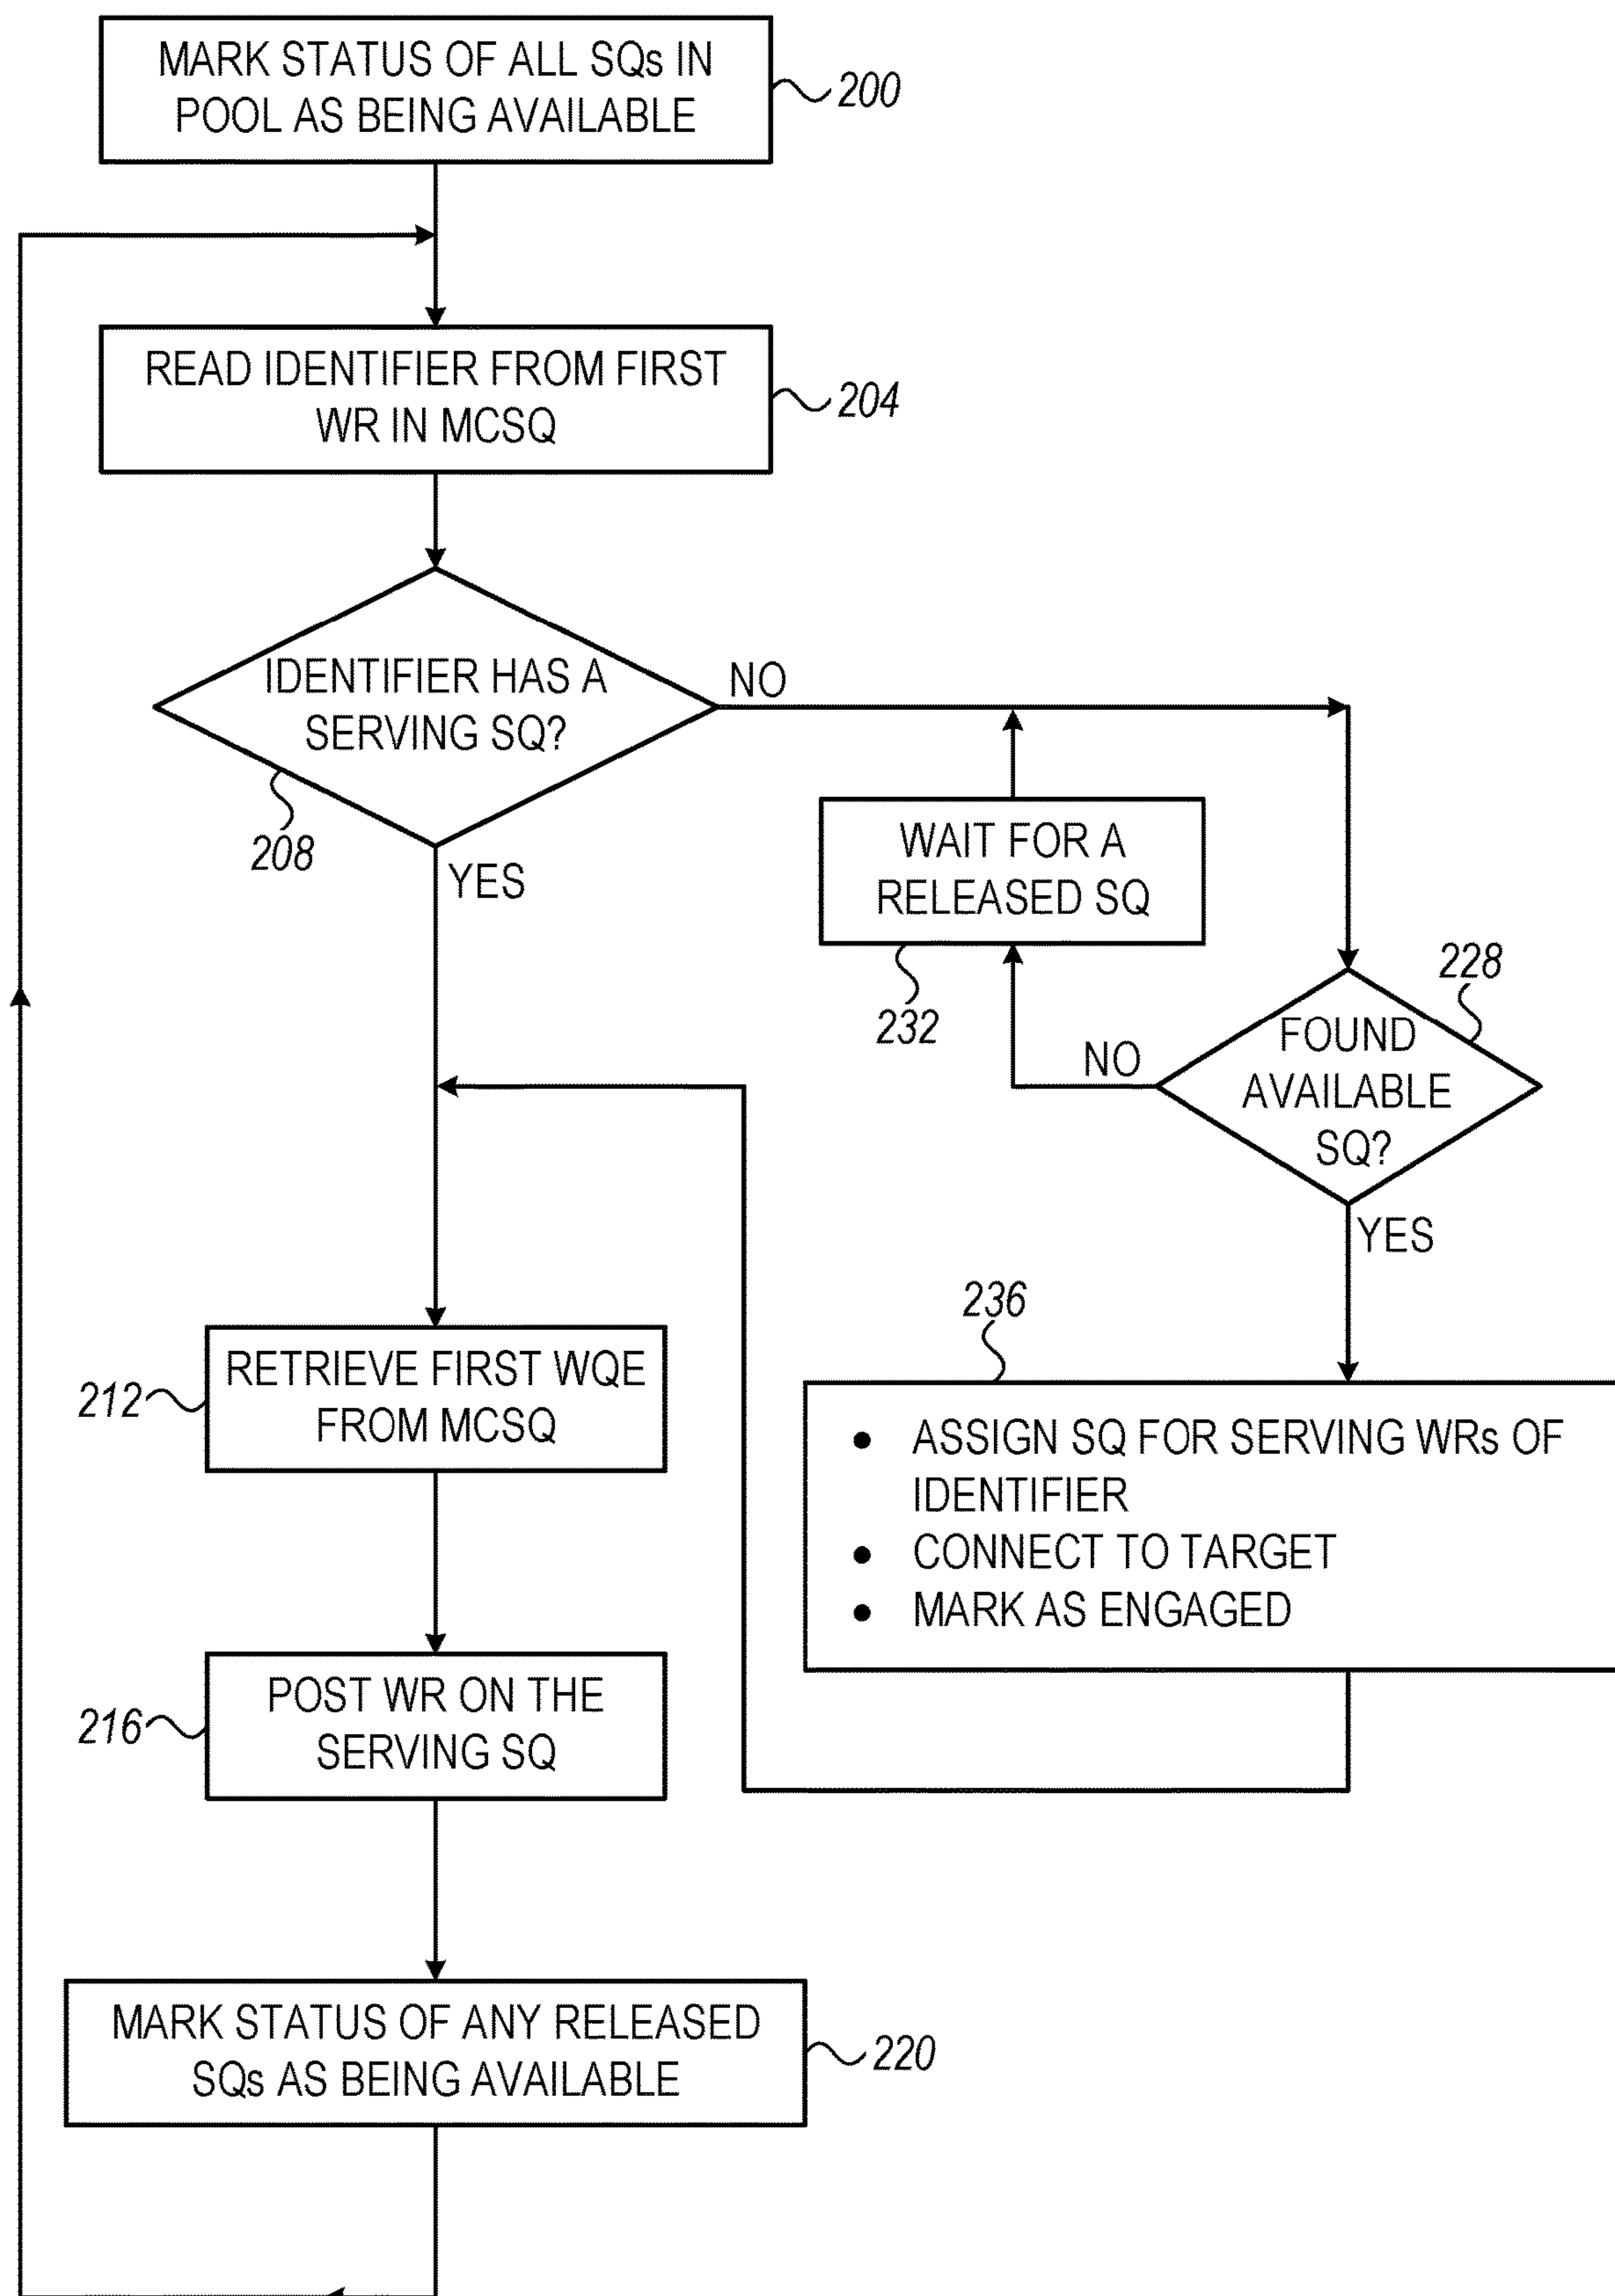 MARK STATUS OF ALL SQs IN
POOL AS BEING AVAILABLE
200
READ IDENTIFIER FROM FIRST
WR IN MCSQ
204
IDENTIFIER HAS A
SERVING SQ?
208
NO
YES
WAIT FOR A
RELEASED SQ
232
228
FOUND
AVAILABLE
SQ?
NO
YES
236
• ASSIGN SQ FOR SERVING WRs OF
IDENTIFIER
• CONNECT TO TARGET
• MARK AS ENGAGED
RETRIEVE FIRST WQE
FROM MCSQ
212
POST WR ON THE
SERVING SQ
216
MARK STATUS OF ANY RELEASED
SQs AS BEING AVAILABLE
220